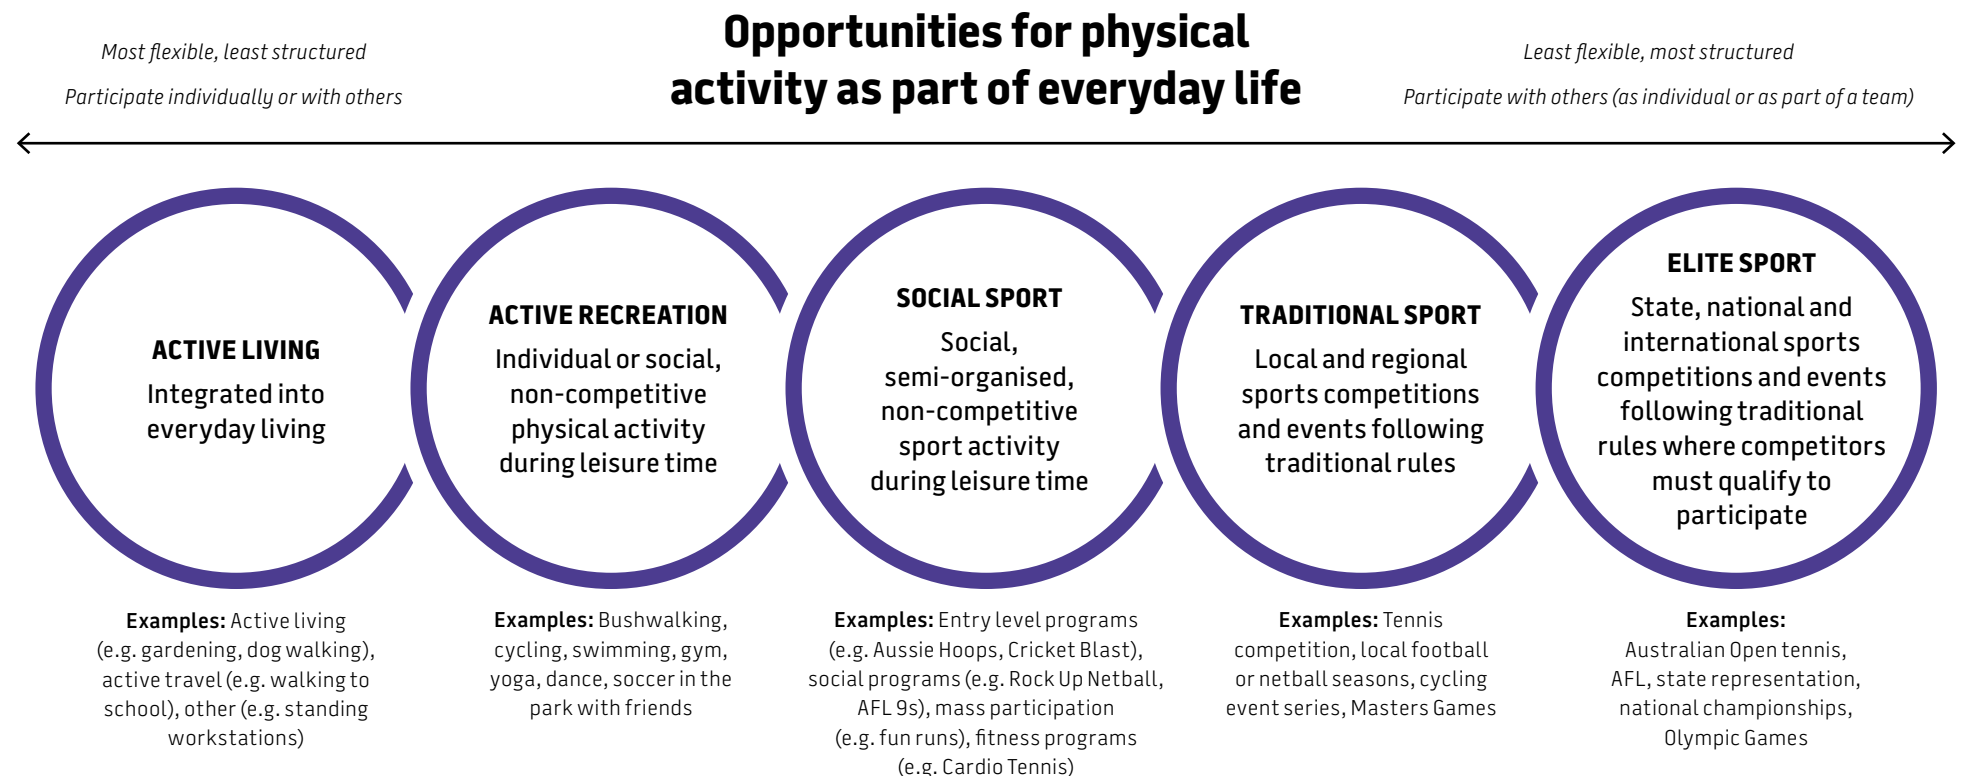 Opportunities for physical
activity as part of everyday life
Most flexible, least structured
Participate individually or with others
Least flexible, most structured
Participate with others (as individual or as part of a team)
ACTIVE LIVING
Integrated into
everyday living
Examples: Active living
(e.g. gardening, dog walking),
active travel (e.g. walking to
school), other (e.g. standing
workstations)
ACTIVE RECREATION
Individual or social,
non-competitive
physical activity
during leisure time
Examples: Bushwalking,
cycling, swimming, gym,
yoga, dance, soccer in the
park with friends
SOCIAL SPORT
Social,
semi-organised,
non-competitive
sport activity
during leisure time
Examples: Entry level programs
(e.g. Aussie Hoops, Cricket Blast),
social programs (e.g. Rock Up Netball,
AFL 9s), mass participation
(e.g. fun runs), fitness programs
(e.g. Cardio Tennis)
TRADITIONAL SPORT
Local and regional
sports competitions
and events following
traditional rules
Examples: Tennis
competition, local football
or netball seasons, cycling
event series, Masters Games
ELITE SPORT
State, national and
international sports
competitions and events
following traditional
rules where competitors
must qualify to
participate
Examples:
Australian Open tennis,
AFL, state representation,
national championships,
Olympic Games